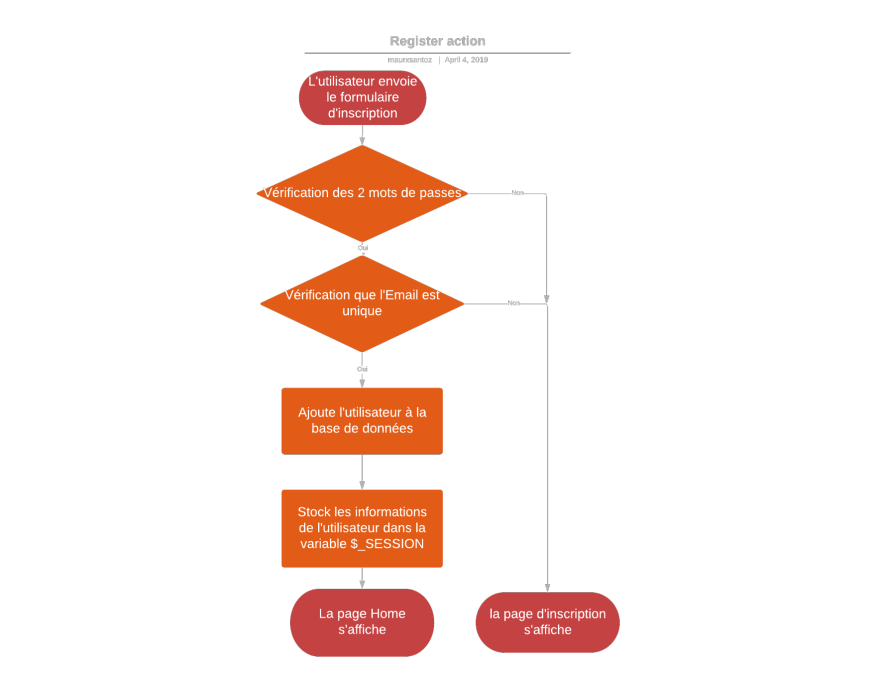 Register action
maurxsantoz | April 4, 2019
L'utilisateur envoie
le formulaire
d'inscription
Vérification des 2 mots de passes
Non
Oui
Vérification que l'Email est
unique
Non
Oui
Ajoute l'utilisateur à la
base de données
Stock les informations
de l'utilisateur dans la
variable $_SESSION
La page Home
s'affiche
la page d'inscription
s'affiche